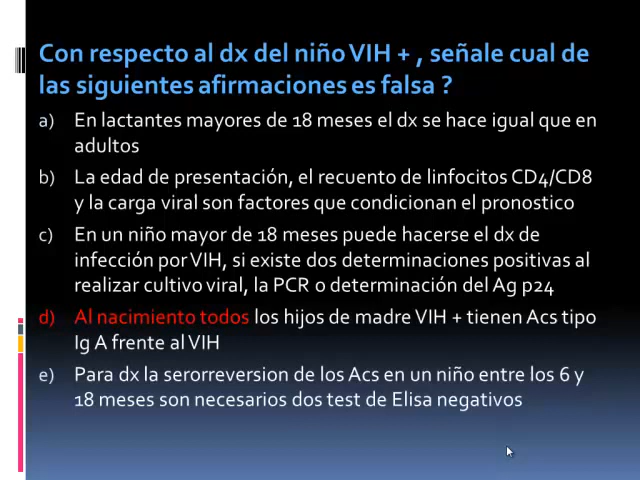 Con respecto al dx del niño VIH + , señale cual de
las siguientes afirmaciones es falsa ?
a) En lactantes mayores de 18 meses el dx se hace igual que en
adultos
b) La edad de presentación, el recuento de linfocitos CD4/CD8
y la carga viral son factores que condicionan el pronostico
c) En un niño mayor de 18 meses puede hacerse el dx de
infección por VIH, si existe dos determinaciones positivas al
realizar cultivo viral, la PCR o determinación del Ag p24
d) Al nacimiento todos los hijos de madre VIH + tienen Acs tipo
Ig A frente al VIH
e) Para dx la serorreversion de los Acs en un niño entre los 6 y
18 meses son necesarios dos test de Elisa negativos